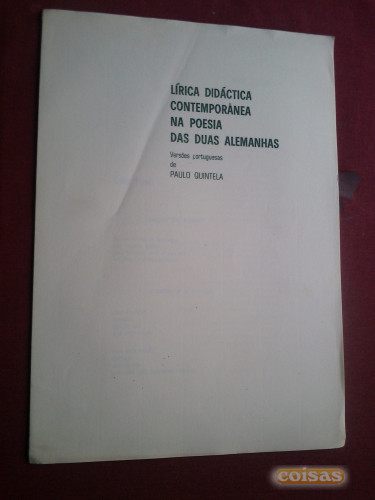 LÍRICA DIDÁCTICA
CONTEMPORÂNEA
NA POESIA
DAS DUAS ALEMANHAS
Versões portuguesas
de
PAULO QUINTELA
coisas